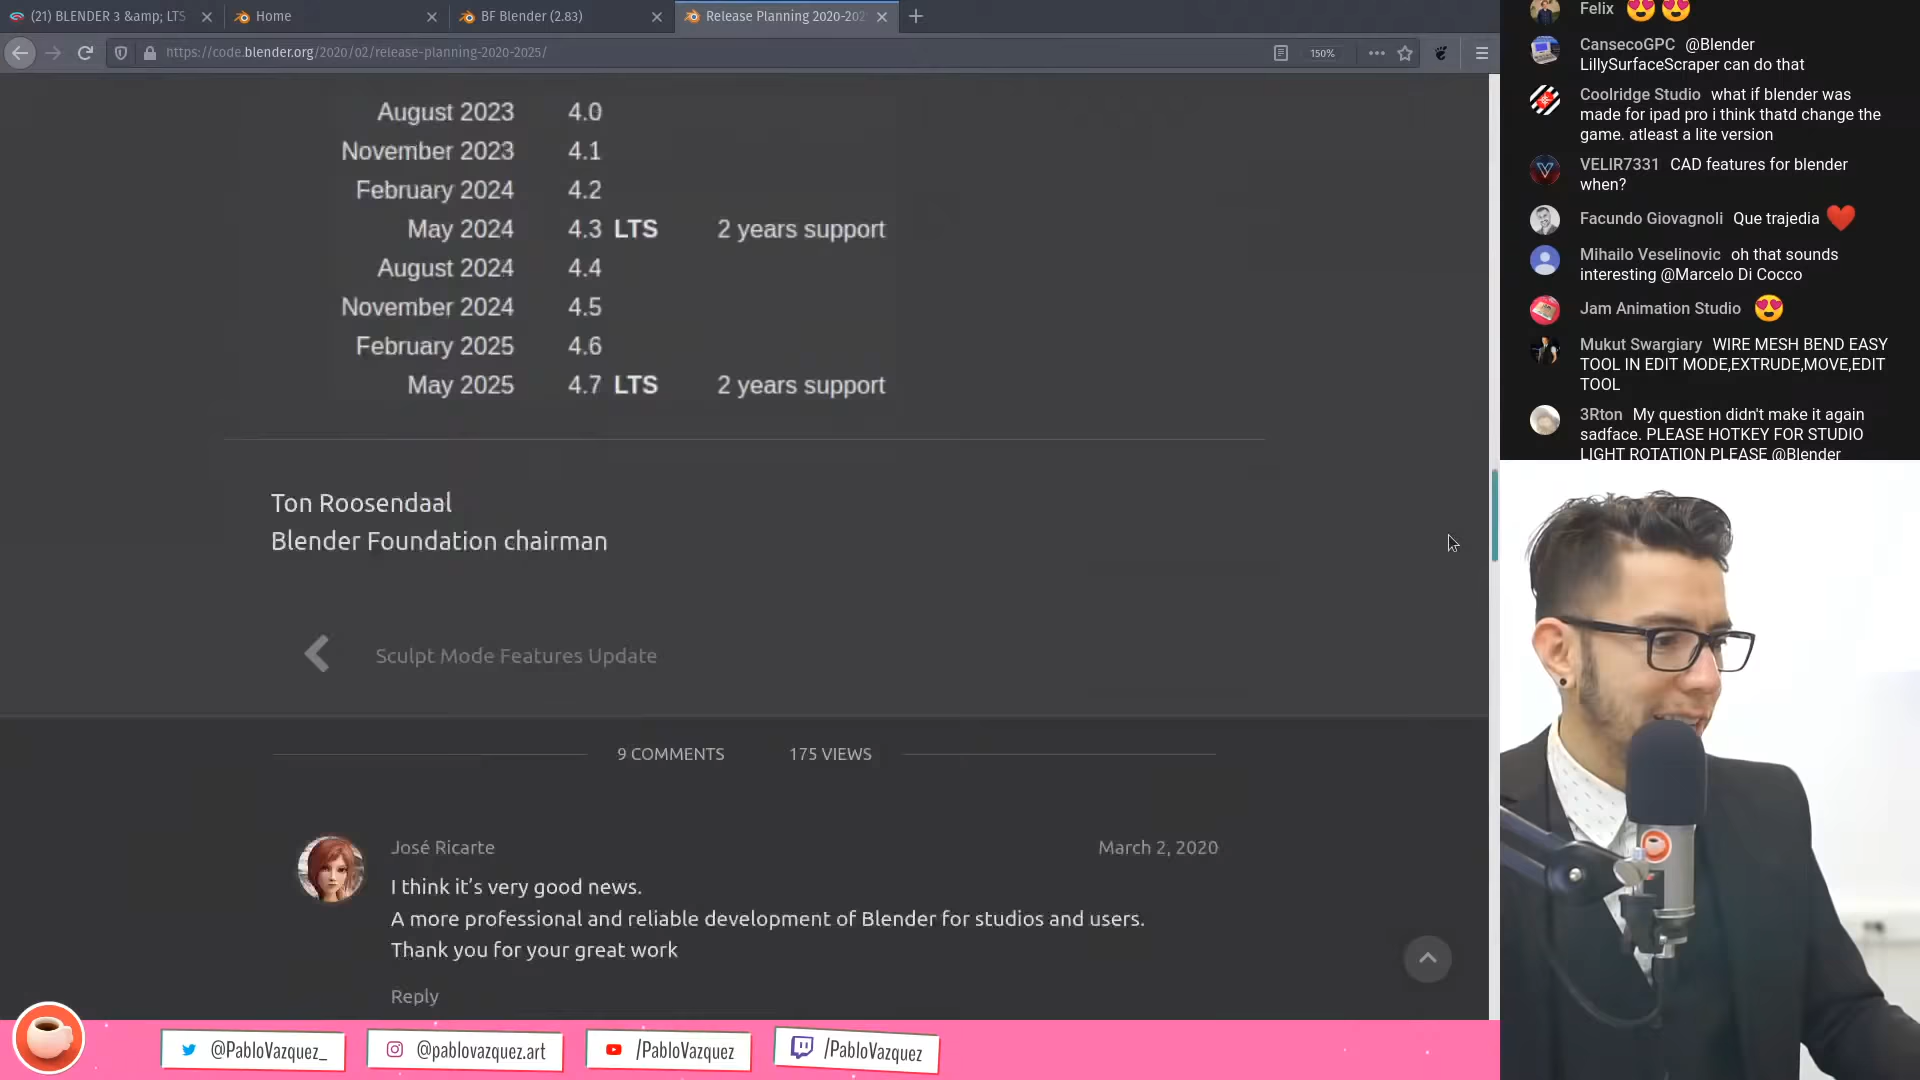 (21) BLENDER 3 &amp; LTS
Home
BF Blender (2.83)
Release Planning 2020-202
https://code.blender.org/2020/02/release-planning-2020-2025/
150%
August 2023 4.0
November 2023 4.1
February 2024 4.2
May 2024 4.3 LTS 2 years support
August 2024 4.4
November 2024 4.5
February 2025 4.6
May 2025 4.7 LTS 2 years support
Ton Roosendaal
Blender Foundation chairman
Sculpt Mode Features Update
9 COMMENTS 175 VIEWS
José Ricarte March 2, 2020
I think it’s very good news.
A more professional and reliable development of Blender for studios and users.
Thank you for your great work
Reply
@PabloVazquez_
@pablovazquez.art
/PabloVazquez
/PabloVazquez
Felix 😍😍
CansecoGPC @Blender
LillySurfaceScraper can do that
Coolridge Studio what if blender was
made for ipad pro i think thatd change the
game. atleast a lite version
VELIR7331 CAD features for blender
when?
Facundo Giovagnoli Que trajedia ❤️
Mihailo Veselinovic oh that sounds
interesting @Marcelo Di Cocco
Jam Animation Studio 😍
Mukut Swargiary WIRE MESH BEND EASY
TOOL IN EDIT MODE,EXTRUDE,MOVE,EDIT
TOOL
3Rton My question didn't make it again
sadface. PLEASE HOTKEY FOR STUDIO
LIGHT ROTATION PLEASE @Blender